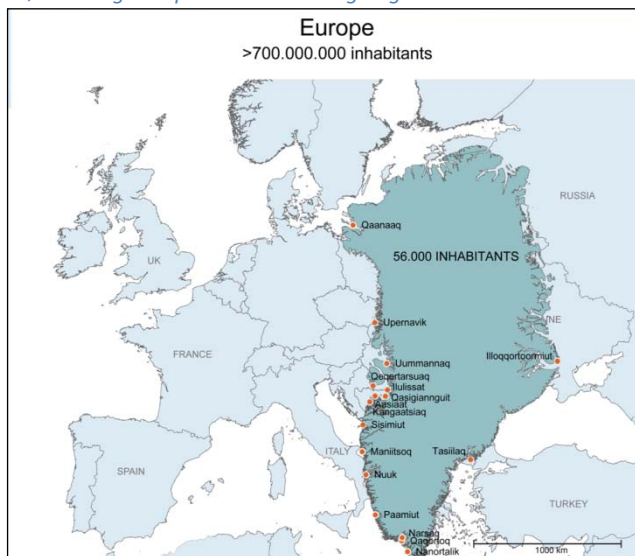 Europe
>700.000.000 inhabitants
RUSSIA
Qaanaaq
UK
56.000 INHABITANTS
Upernavik
NE
FRANCE
Illoqqortoormiut
Uummannaq
Qeqertarsuaq
Ilulissat
Qasigiannguit
Aasiaat
Kangaatsiaq
Sisimiut
ITALY
Maniitsoq
Tasiilaq
SPAIN
Nuuk
TURKEY
Paamiut
Narsaq
Qaqortoq
1000 km
Nanortalik